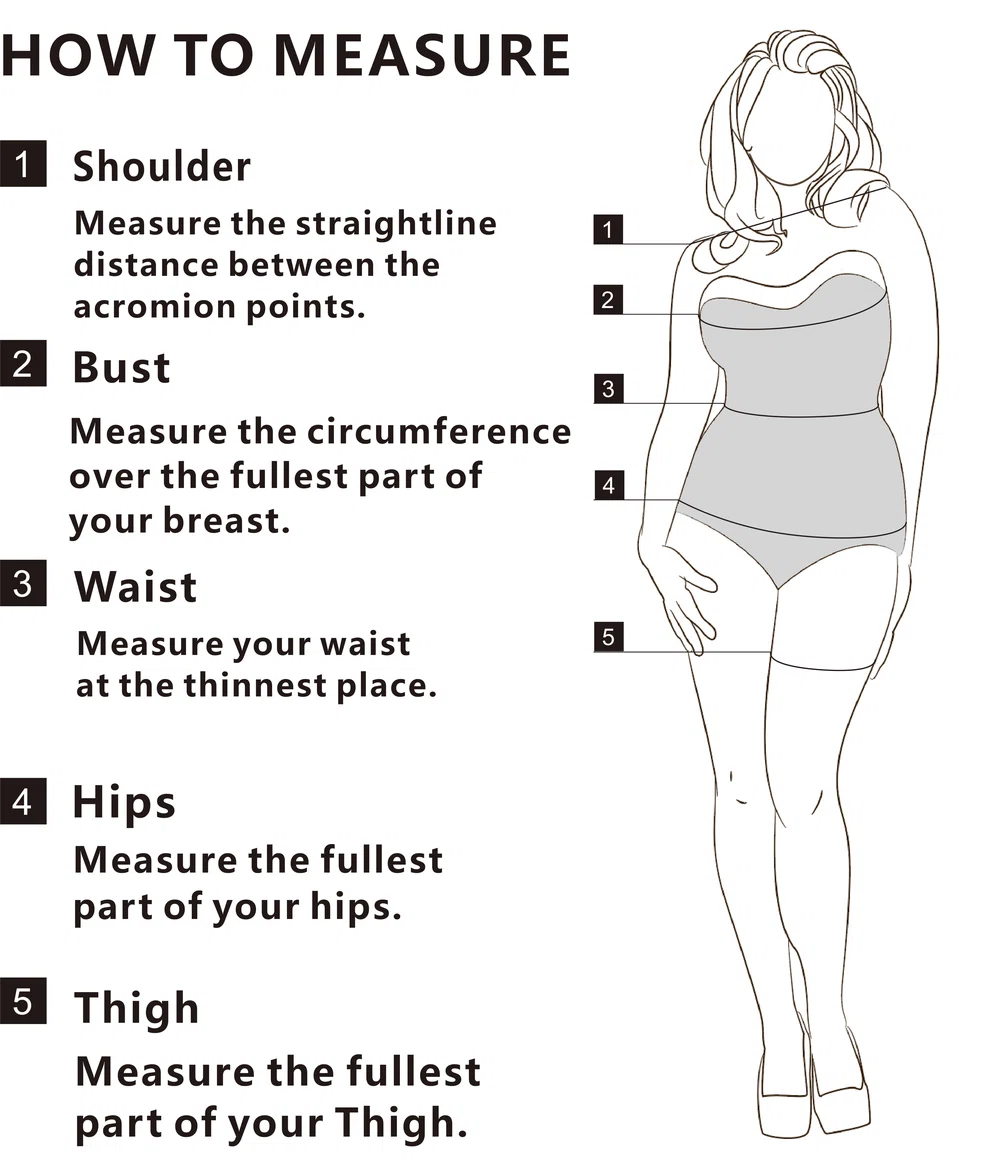 HOW TO MEASURE
1 Shoulder
Measure the straightline
distance between the
acromion points.
2 Bust
Measure the circumference
over the fullest part of
your breast.
3 Waist
Measure your waist
at the thinnest place.
4 Hips
Measure the fullest
part of your hips.
5 Thigh
Measure the fullest
part of your Thigh.
1
2
3
4
5